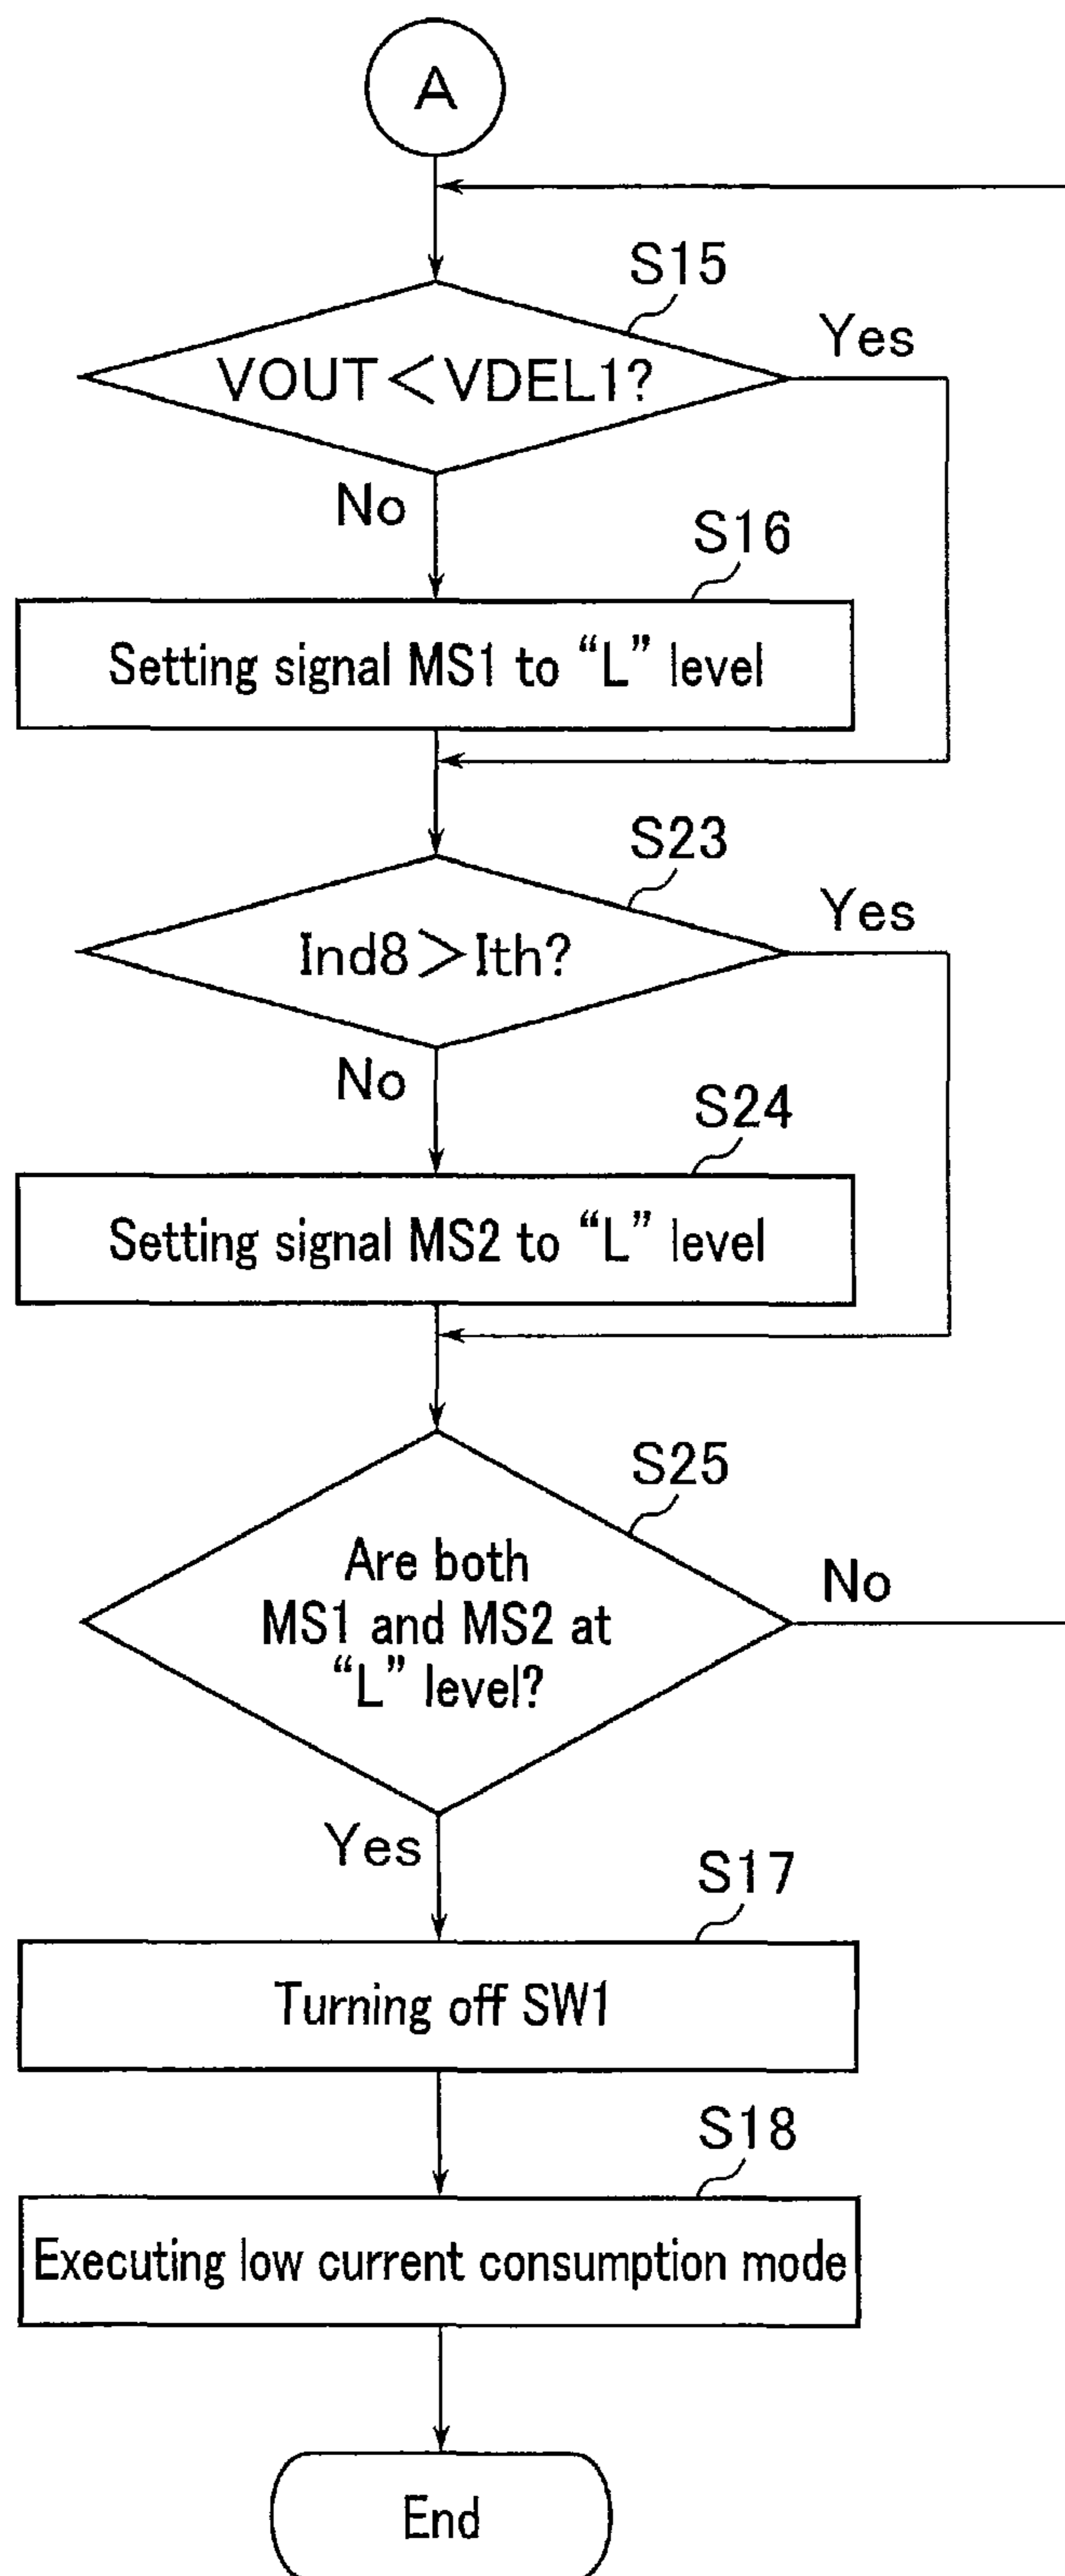 A
S15
VOUT<VDEL1?
Yes
No
S16
Setting signal MS1 to “L” level
S23
Ind8>Ith?
Yes
No
S24
Setting signal MS2 to “L” level
S25
Are both
MS1 and MS2 at
“L” level?
No
Yes
S17
Turning off SW1
S18
Executing low current consumption mode
End